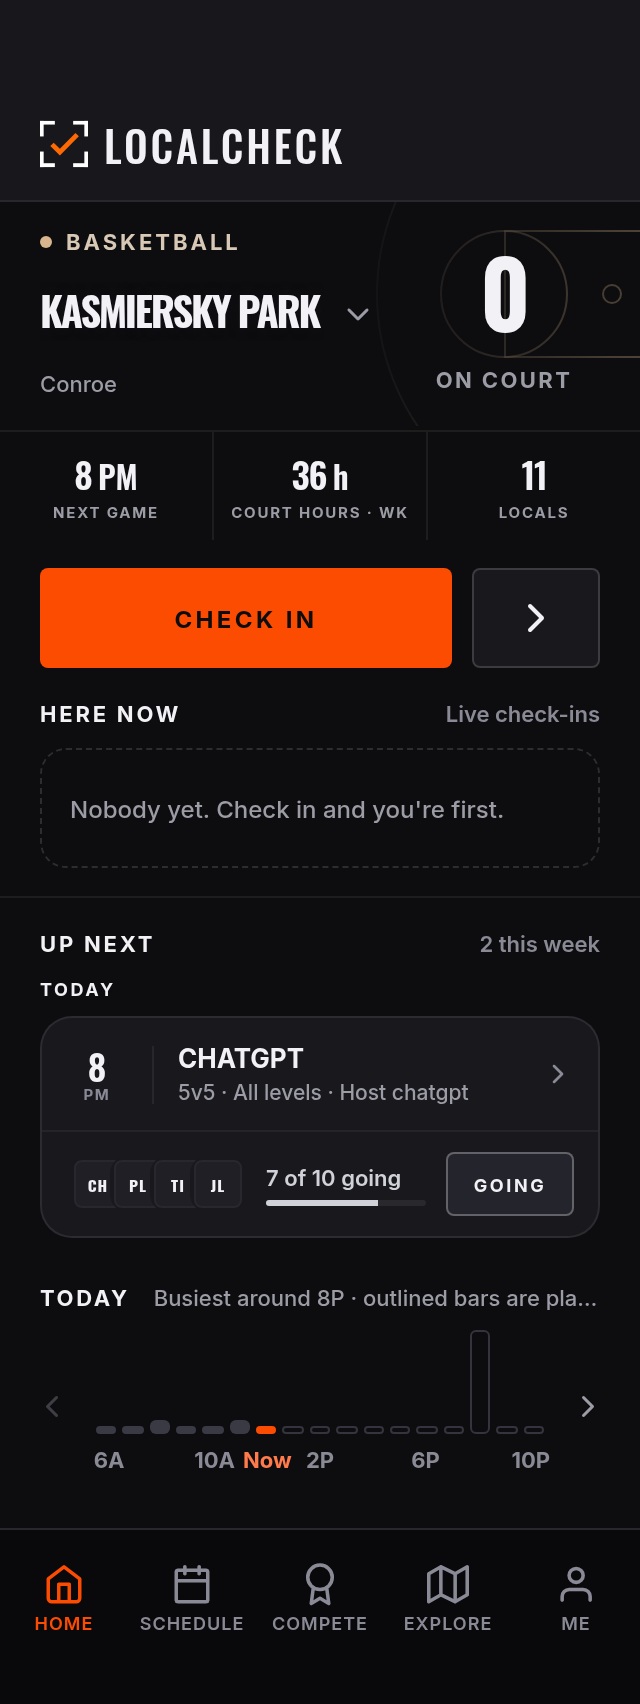 LOCALCHECK
BASKETBALL
KASMIERSKY PARK
Conroe
0
ON COURT
8 PM
NEXT GAME
36 h
COURT HOURS · WK
11
LOCALS
CHECK IN
HERE NOW
Live check-ins
Nobody yet. Check in and you're first.
UP NEXT
2 this week
TODAY
8
PM
CHATGPT
5v5 · All levels · Host chatgpt
CH PL TI JL
7 of 10 going
GOING
TODAY
Busiest around 8P · outlined bars are pla...
6A 10A Now 2P 6P 10P
HOME SCHEDULE COMPETE EXPLORE ME